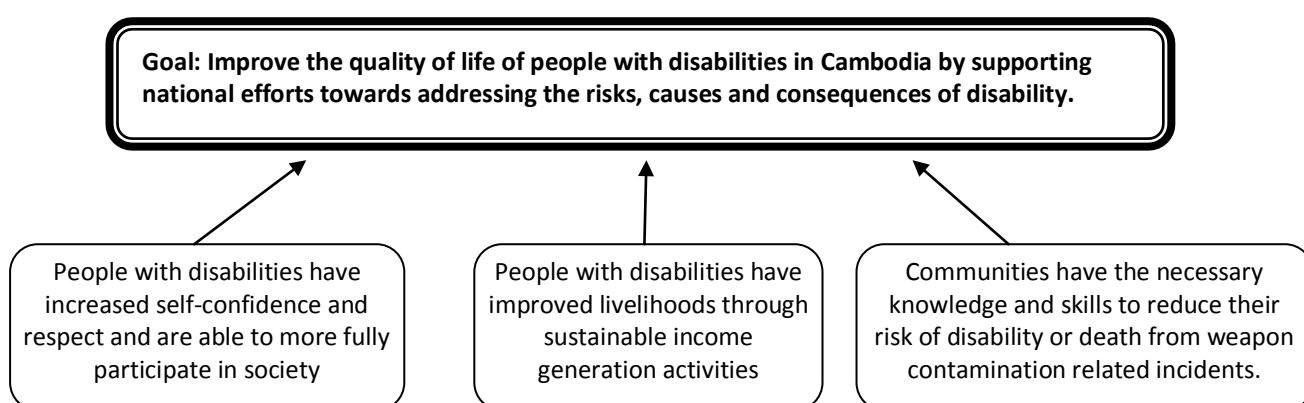 Goal: Improve the quality of life of people with disabilities in Cambodia by supporting
national efforts towards addressing the risks, causes and consequences of disability.
People with disabilities have
increased self-confidence and
respect and are able to more fully
participate in society
People with disabilities have
improved livelihoods through
sustainable income
generation activities
Communities have the necessary
knowledge and skills to reduce their
risk of disability or death from weapon
contamination related incidents.